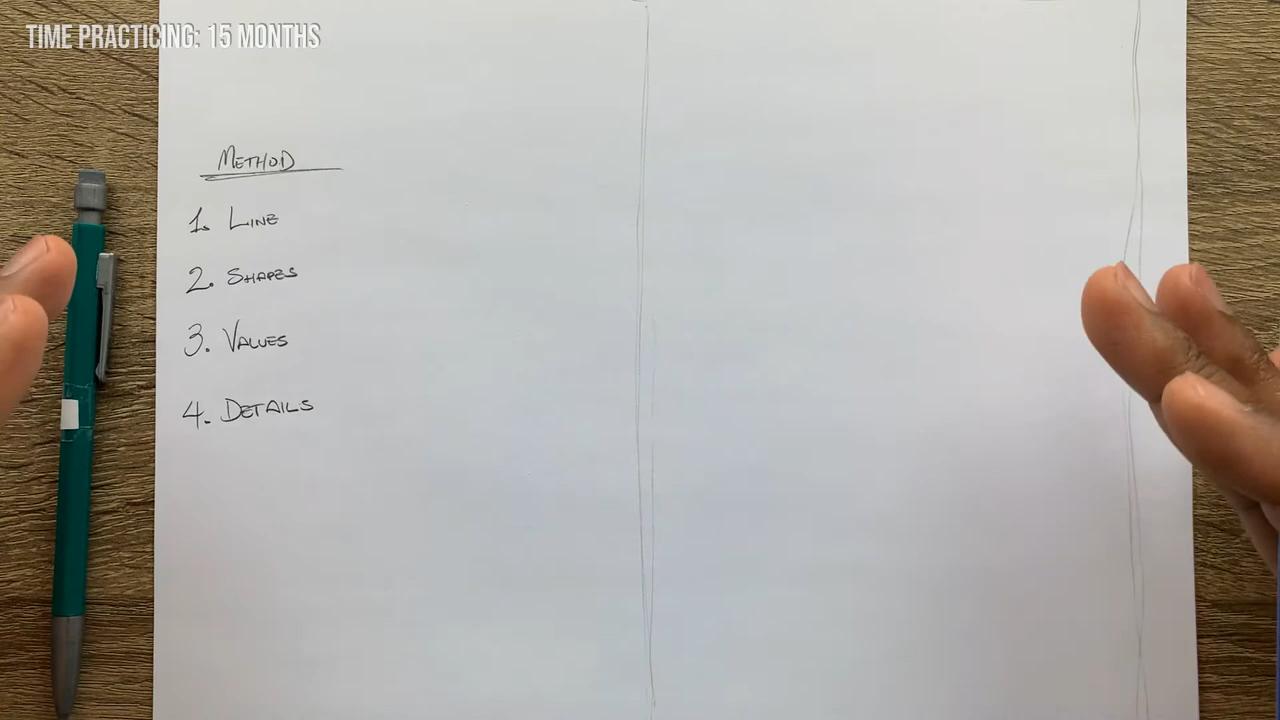 TIME PRACTICING: 15 MONTHS
METHOD
1. LINE
2. SHAPES
3. VALUES
4. DETAILS